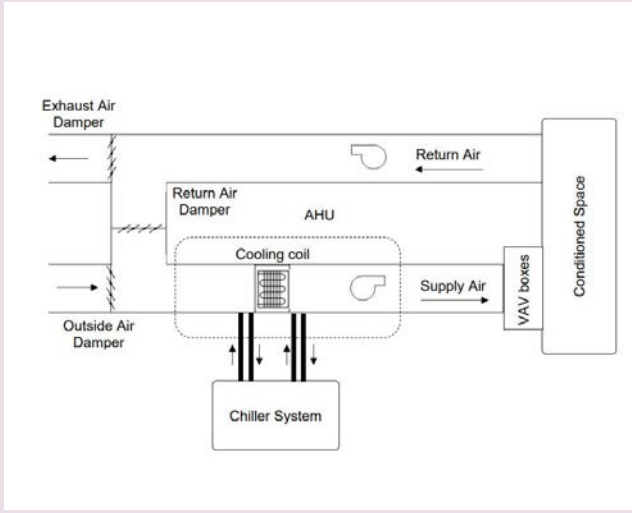 Exhaust Air
Damper
Return Air
Return Air
Damper
AHU
Cooling coil
Supply Air
VAV boxes
Conditioned Space
Outside Air
Damper
Chiller System